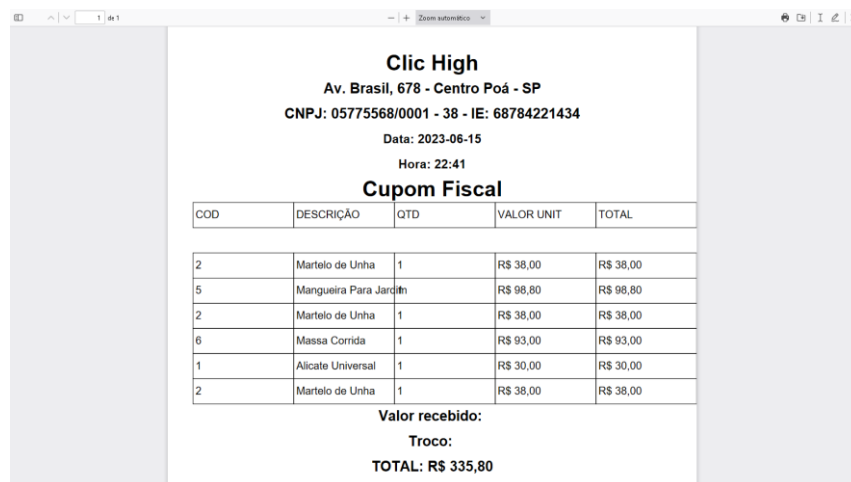 1 de 1 — + Zoom automático
Clic High
Av. Brasil, 678 - Centro Poá - SP
CNPJ: 05775568/0001 - 38 - IE: 68784221434
Data: 2023-06-15
Hora: 22:41
Cupom Fiscal
COD DESCRIÇÃO QTD VALOR UNIT TOTAL
2 Martelo de Unha 1 R$ 38,00 R$ 38,00
5 Mangueira Para Jardim 1 R$ 98,80 R$ 98,80
2 Martelo de Unha 1 R$ 38,00 R$ 38,00
6 Massa Corrida 1 R$ 93,00 R$ 93,00
1 Alicate Universal 1 R$ 30,00 R$ 30,00
2 Martelo de Unha 1 R$ 38,00 R$ 38,00
Valor recebido:
Troco:
TOTAL: R$ 335,80